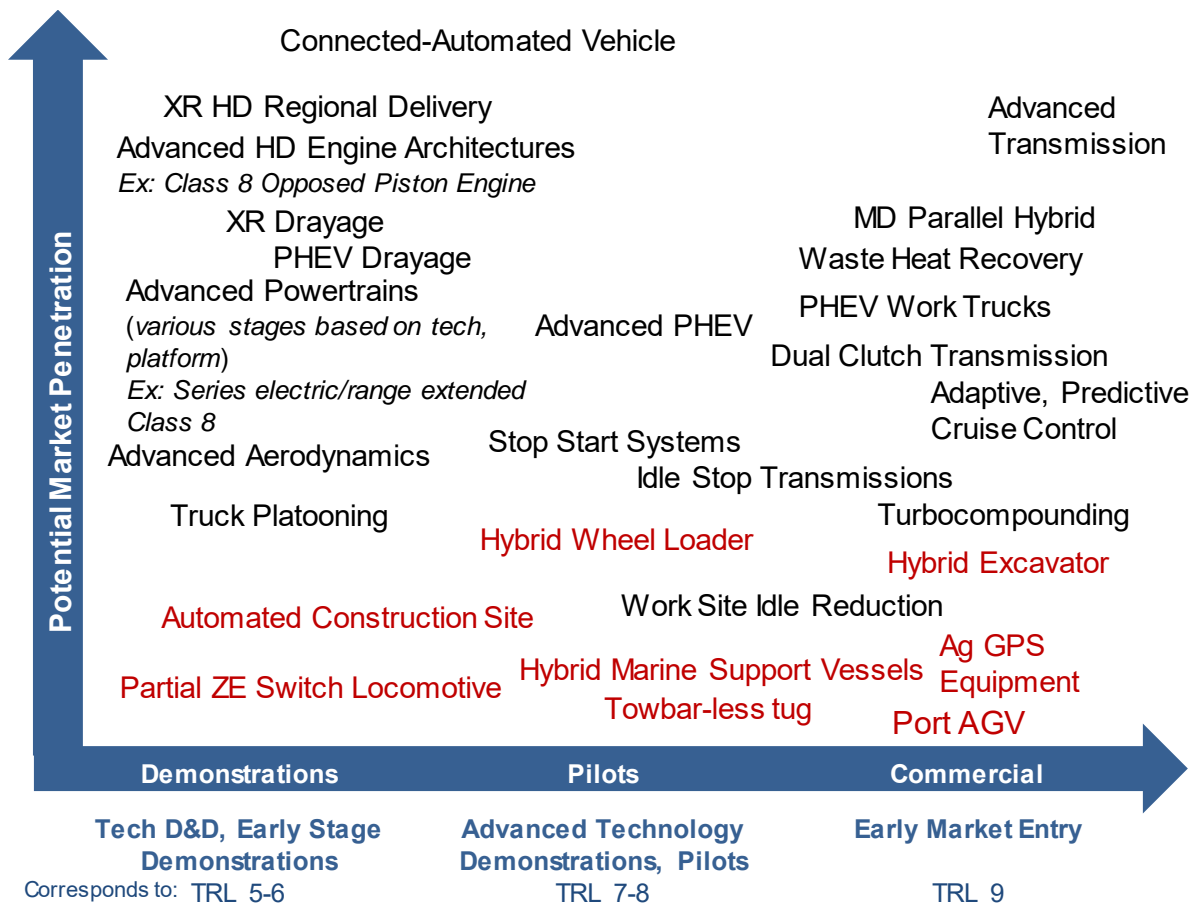 Connected-Automated Vehicle
XR HD Regional Delivery
Advanced
Transmission
Advanced HD Engine Architectures
Ex: Class 8 Opposed Piston Engine
XR Drayage
MD Parallel Hybrid
PHEV Drayage
Waste Heat Recovery
Advanced Powertrains
(various stages based on tech,
platform)
Ex: Series electric/range extended
Class 8
Advanced PHEV
PHEV Work Trucks
Dual Clutch Transmission
Adaptive, Predictive
Cruise Control
Advanced Aerodynamics
Stop Start Systems
Idle Stop Transmissions
Truck Platooning
Turbocompounding
Hybrid Wheel Loader
Hybrid Excavator
Automated Construction Site
Work Site Idle Reduction
Partial ZE Switch Locomotive
Hybrid Marine Support Vessels
Ag GPS
Equipment
Towbar-less tug
Port AGV
Potential Market Penetration
Demonstrations
Pilots
Commercial
Tech D&D, Early Stage
Demonstrations
Advanced Technology
Demonstrations, Pilots
Early Market Entry
Corresponds to: TRL 5-6
TRL 7-8
TRL 9